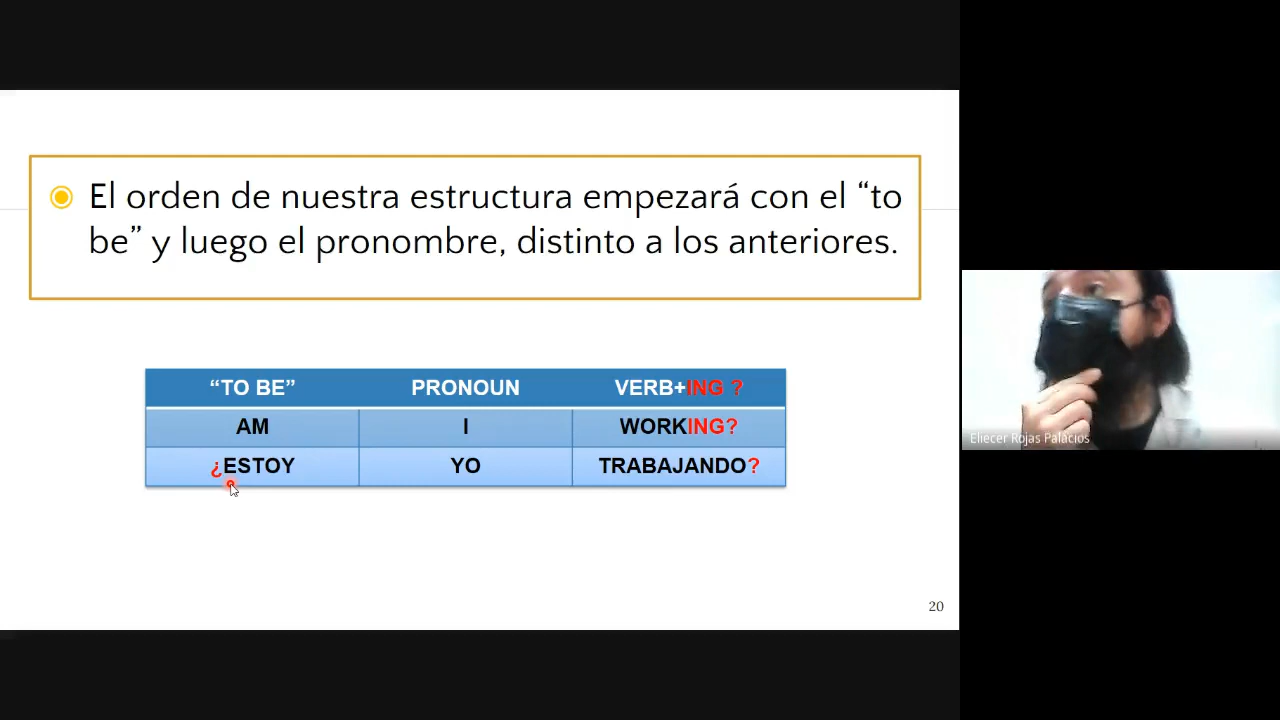 El orden de nuestra estructura empezará con el “to
be” y luego el pronombre, distinto a los anteriores.
“TO BE” PRONOUN VERB+ING ?
AM I WORKING?
¿ESTOY YO TRABAJANDO?
20
Eliecer Rojas Palacios